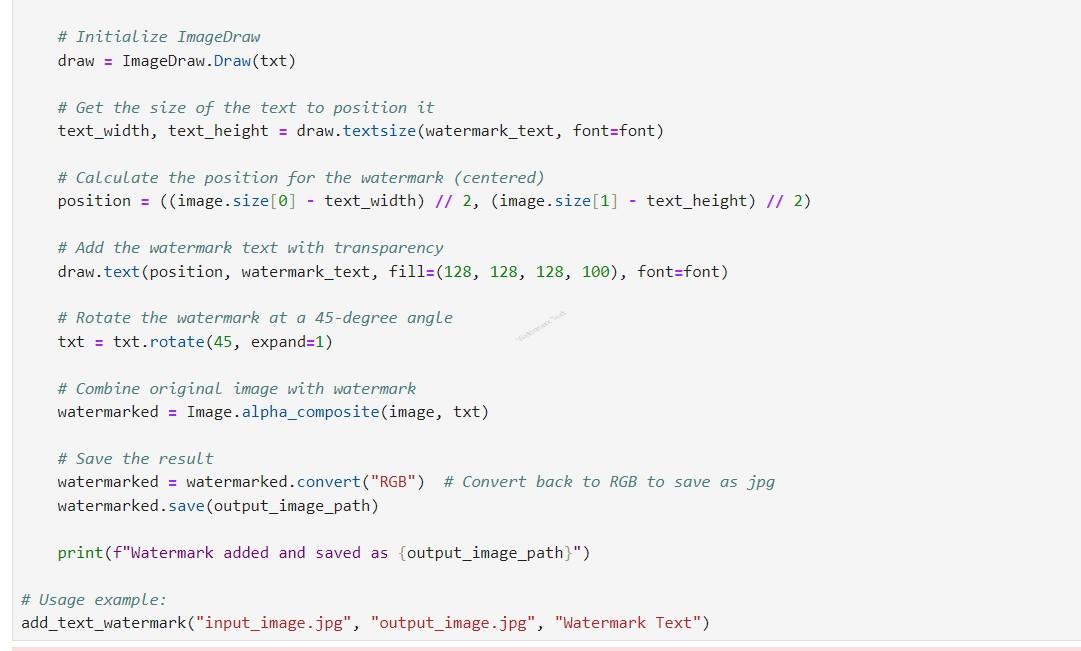 # Initialize ImageDraw
draw = ImageDraw.Draw(txt)
# Get the size of the text to position it
text_width, text_height = draw.textsize(watermark_text, font=font)
# Calculate the position for the watermark (centered)
position = ((image.size[0] - text_width) // 2, (image.size[1] - text_height) // 2)
# Add the watermark text with transparency
draw.text(position, watermark_text, fill=(128, 128, 128, 100), font=font)
# Rotate the watermark at a 45-degree angle
Watermark Text
txt = txt.rotate(45, expand=1)
# Combine original image with watermark
watermarked = Image.alpha_composite(image, txt)
# Save the result
watermarked = watermarked.convert("RGB")  # Convert back to RGB to save as jpg
watermarked.save(output_image_path)
print(f"Watermark added and saved as {output_image_path}")
# Usage example:
add_text_watermark("input_image.jpg", "output_image.jpg", "Watermark Text")